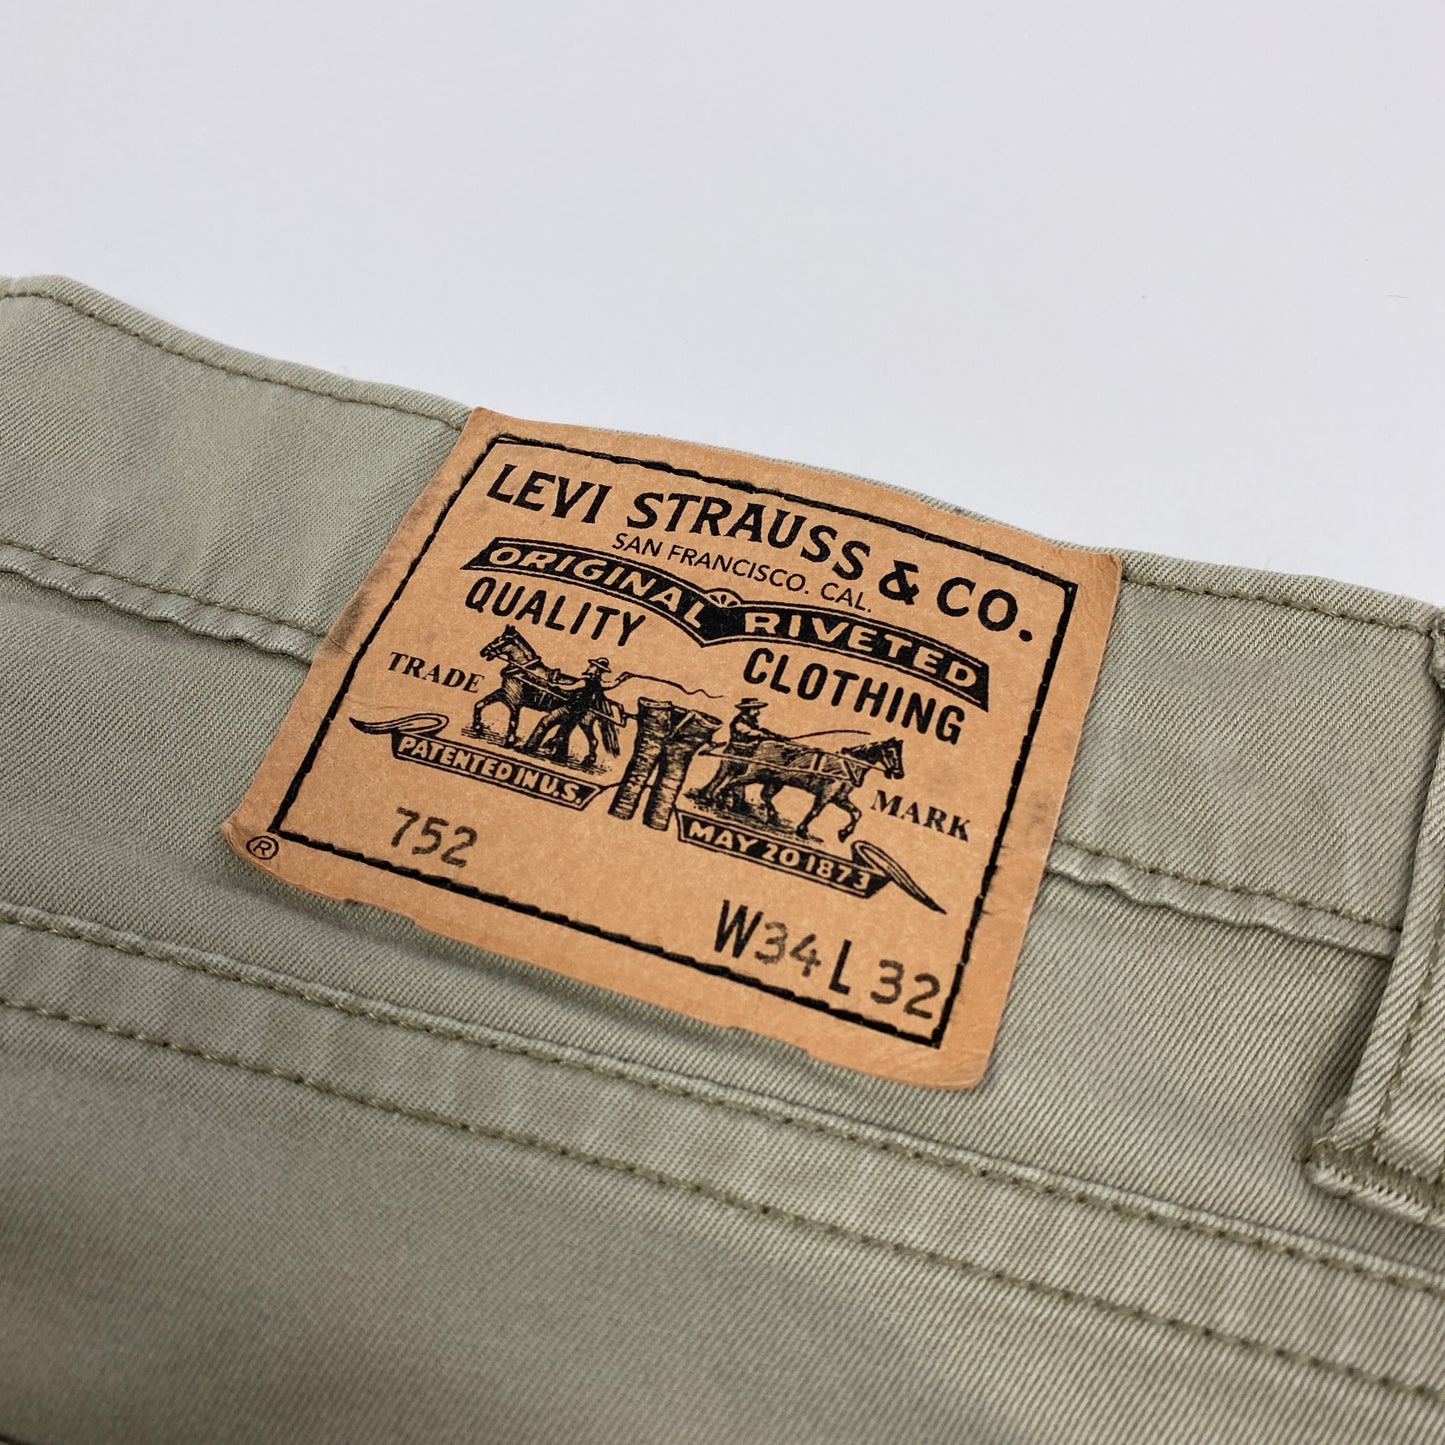 LEVI STRAUSS & CO.
SAN FRANCISCO. CAL.
ORIGINAL RIVETED
QUALITY CLOTHING
TRADE MARK
PATENTED IN U.S. MAY 20 1873
752
W34 L 32
®